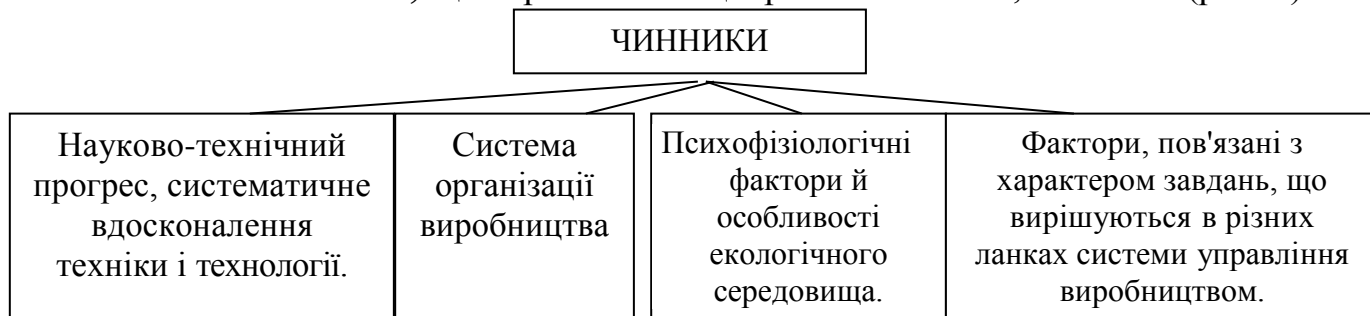 ЧИННИКИ
Науково-технічний
прогрес, систематичне
вдосконалення
техніки і технології.
Система
організації
виробництва
Психофізіологічні
фактори й
особливості
екологічного
середовища.
Фактори, пов'язані з
характером завдань, що
вирішуються в різних
ланках системи управління
виробництвом.